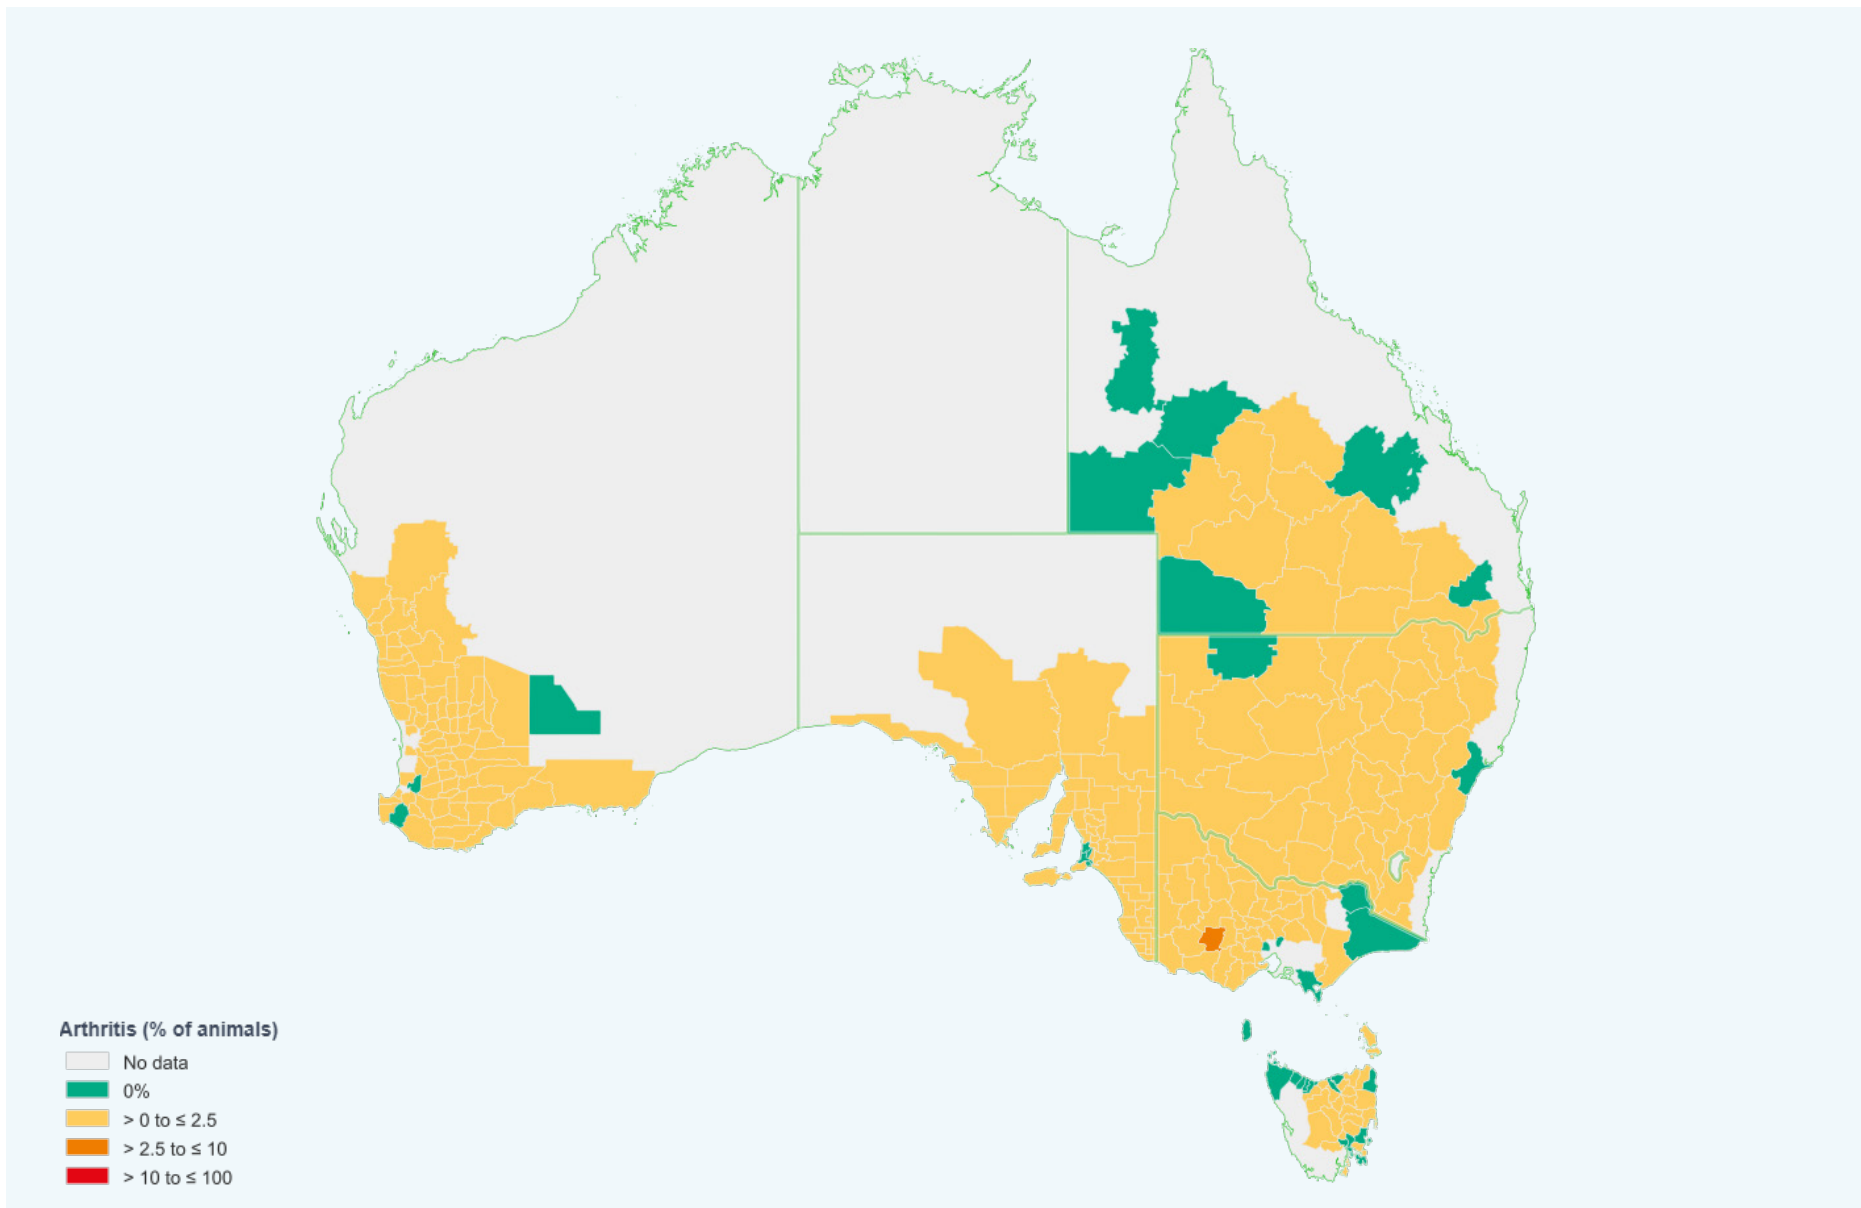 Arthritis (% of animals)
No data
0%
> 0 to ≤ 2.5
> 2.5 to ≤ 10
> 10 to ≤ 100